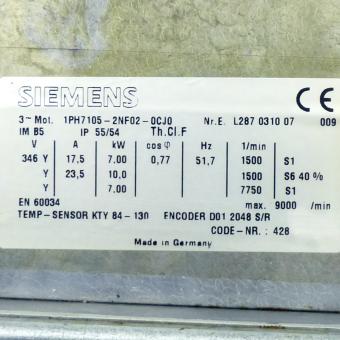 SIEMENS CE
3~ Mot. 1PH7105-2NF02-0CJ0 Nr.E. L287 0310 07 009
IM B5 IP 55/54 Th.Cl.F
V A kW cos φ Hz 1/min
346 Y 17,5 7.00 0,77 51,7 1500 S1
Y 23,5 10,0 1500 S6 40%
Y 7.00 7750 S1
EN 60034 max. 9000 /min
TEMP-SENSOR KTY 84-130 ENCODER D01 2048 S/R
CODE-NR.: 428
Made in Germany